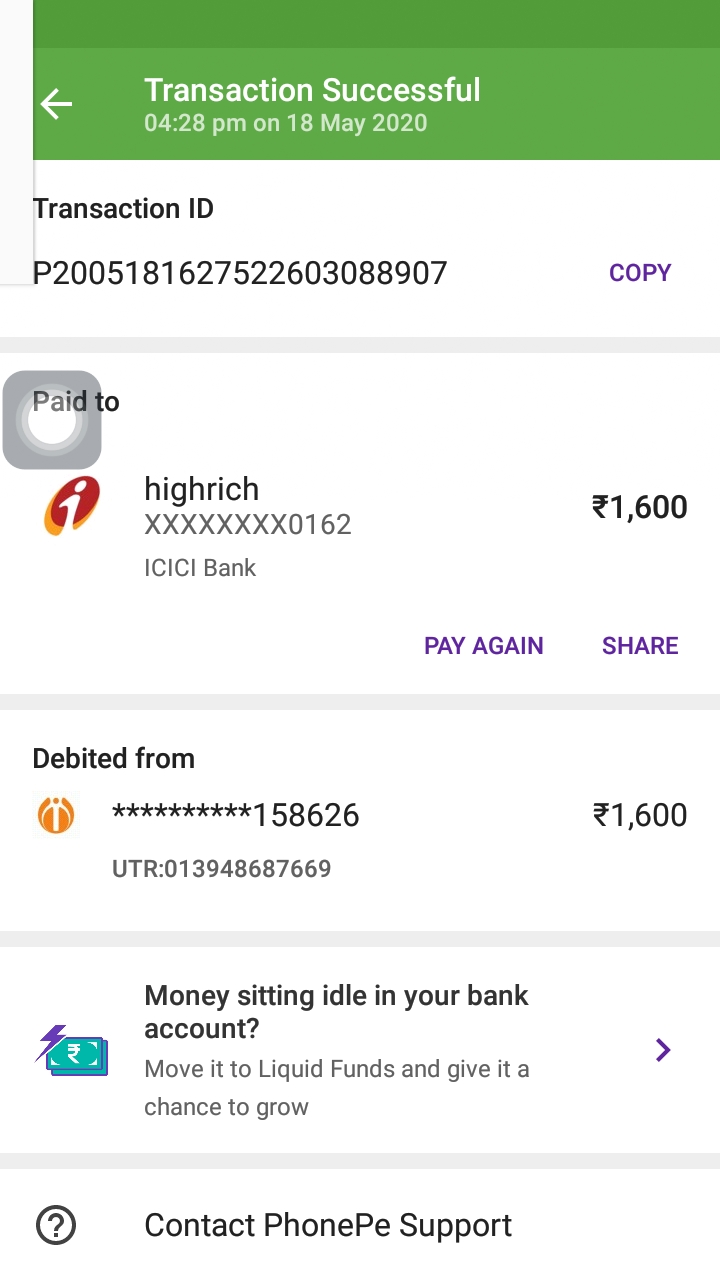 Transaction Successful
04:28 pm on 18 May 2020
Transaction ID
P2005181627522603088907
COPY
Paid to
highrich
₹1,600
XXXXXXXX0162
ICICI Bank
PAY AGAIN
SHARE
Debited from
**********158626
₹1,600
UTR:013948687669
Money sitting idle in your bank
account?
Move it to Liquid Funds and give it a
chance to grow
Contact PhonePe Support